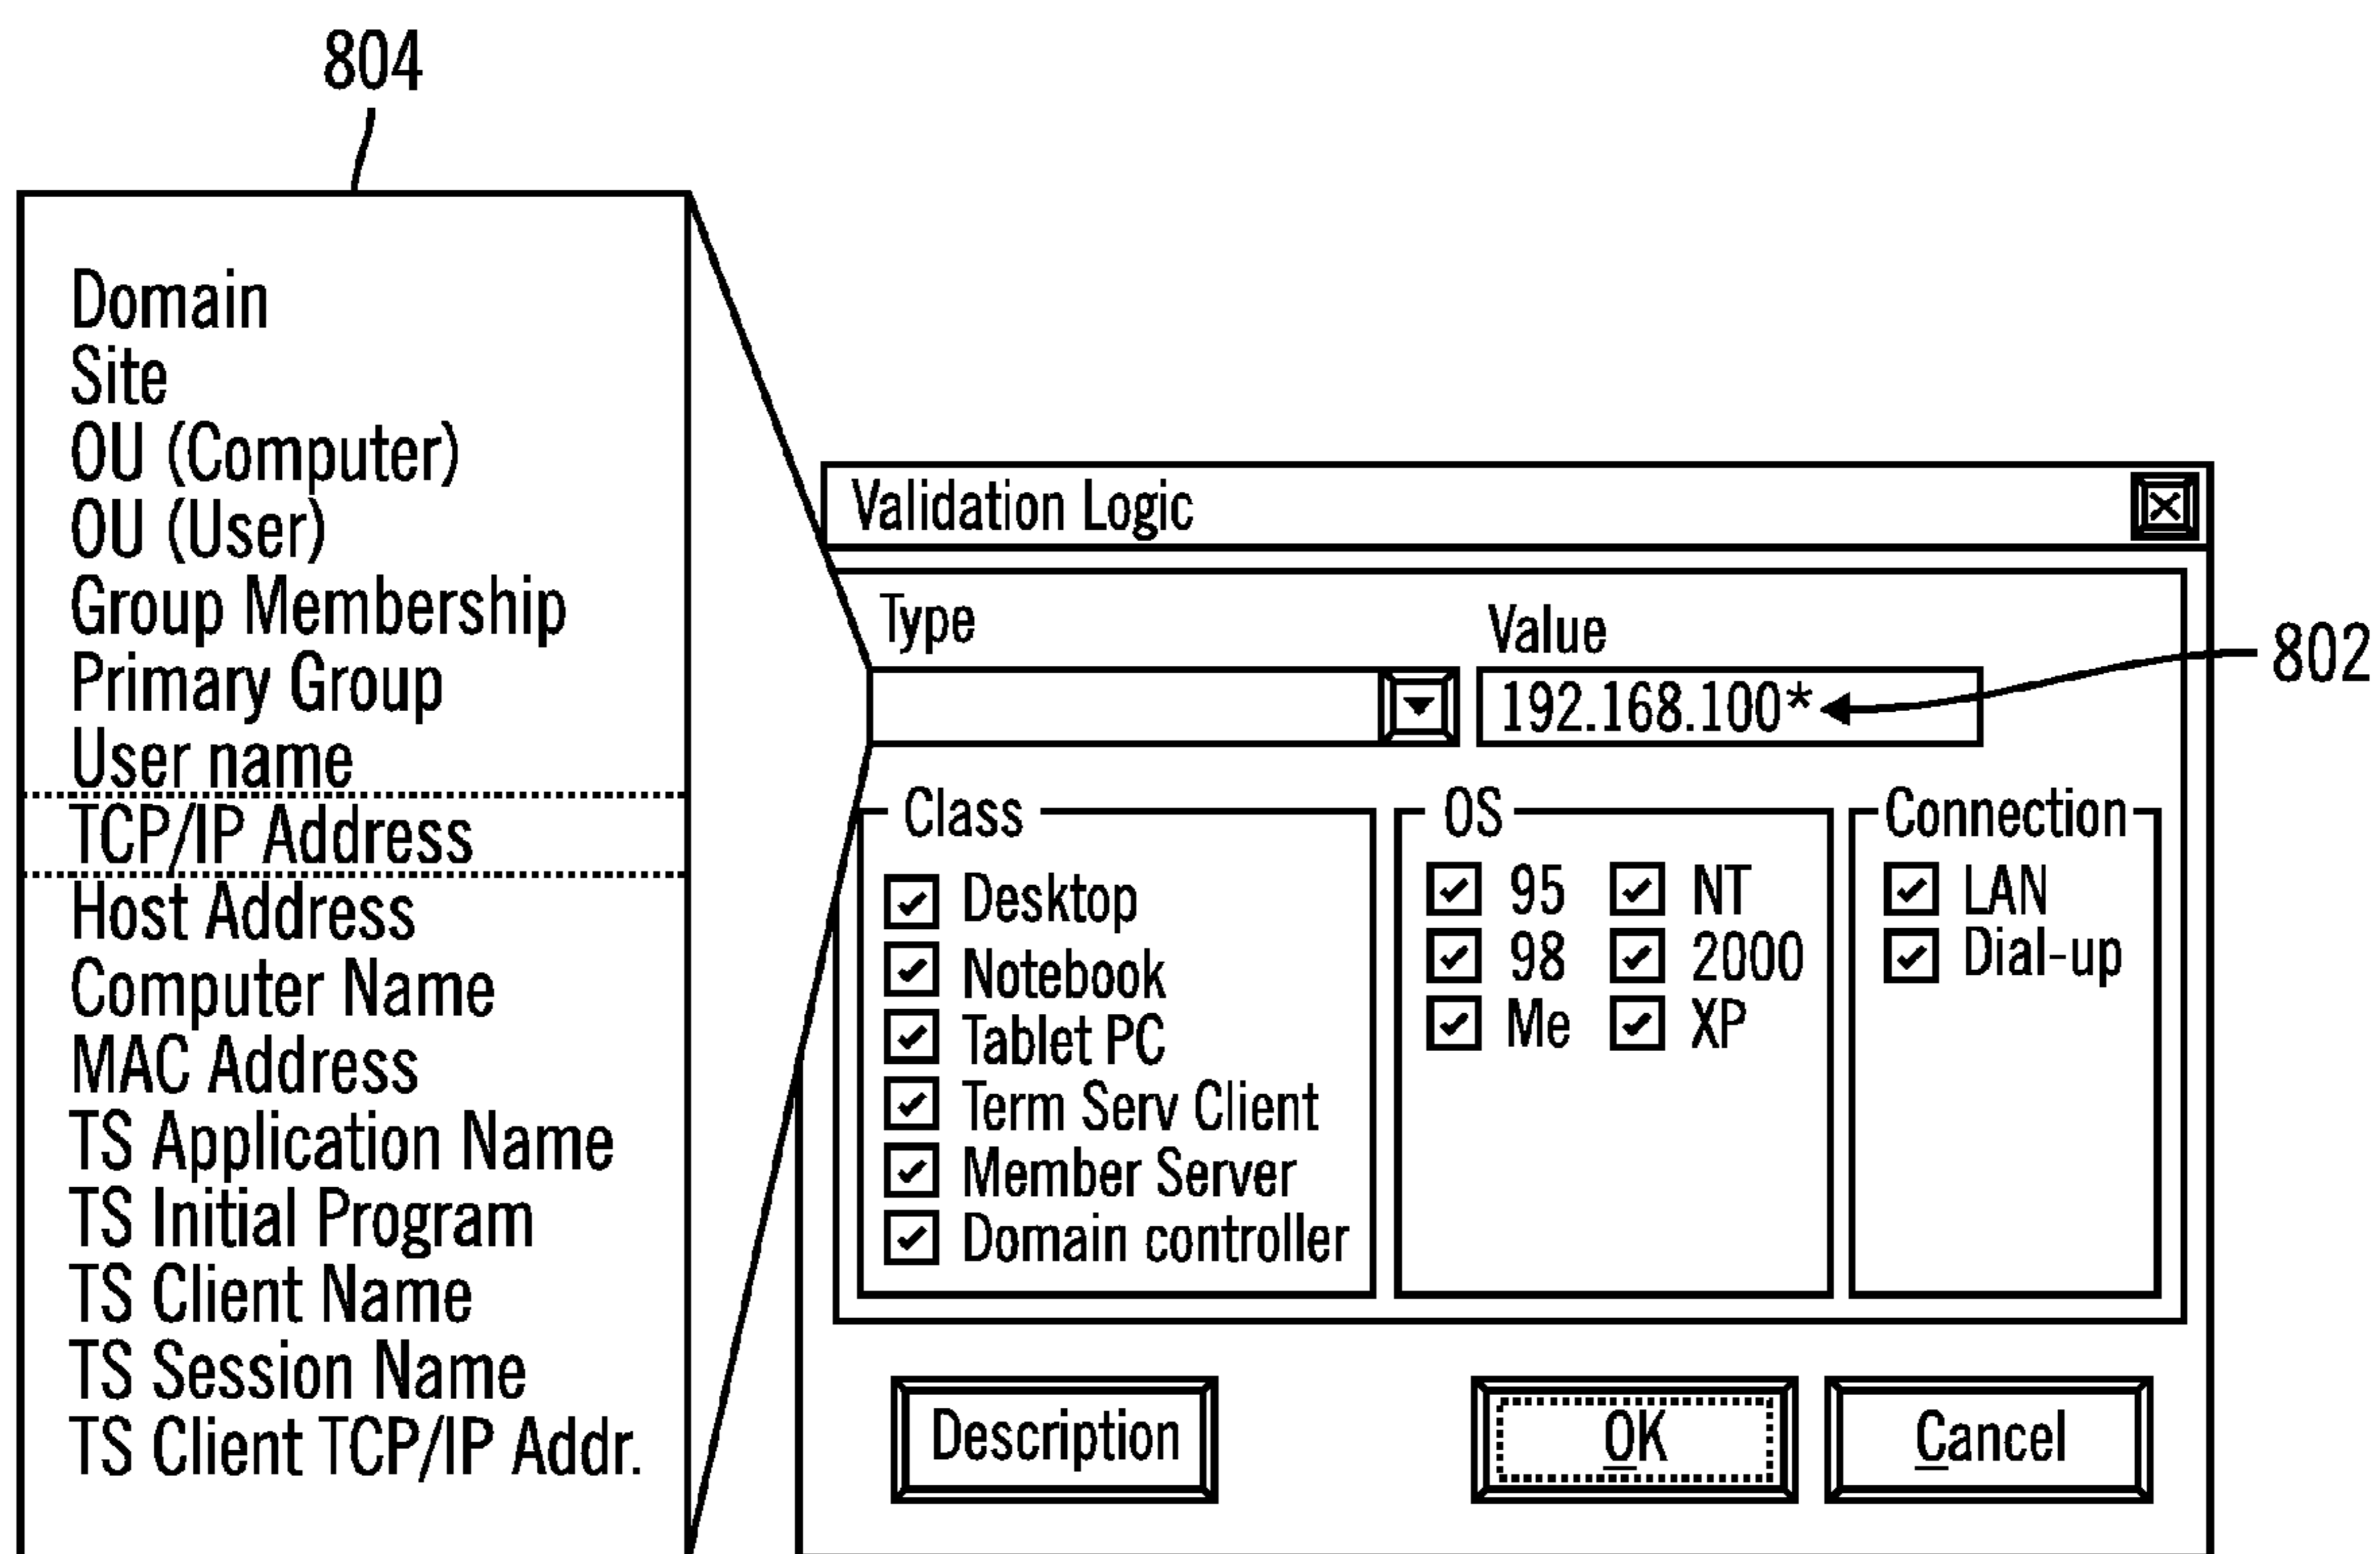 804
Domain
Site
OU (Computer)
OU (User)
Group Membership
Primary Group
User name
TCP/IP Address
Host Address
Computer Name
MAC Address
TS Application Name
TS Initial Program
TS Client Name
TS Session Name
TS Client TCP/IP Addr.
Validation Logic
Type
Value
192.168.100*
802
Class
Desktop
Notebook
Tablet PC
Term Serv Client
Member Server
Domain controller
OS
95 NT
98 2000
Me XP
Connection
LAN
Dial-up
Description
OK
Cancel